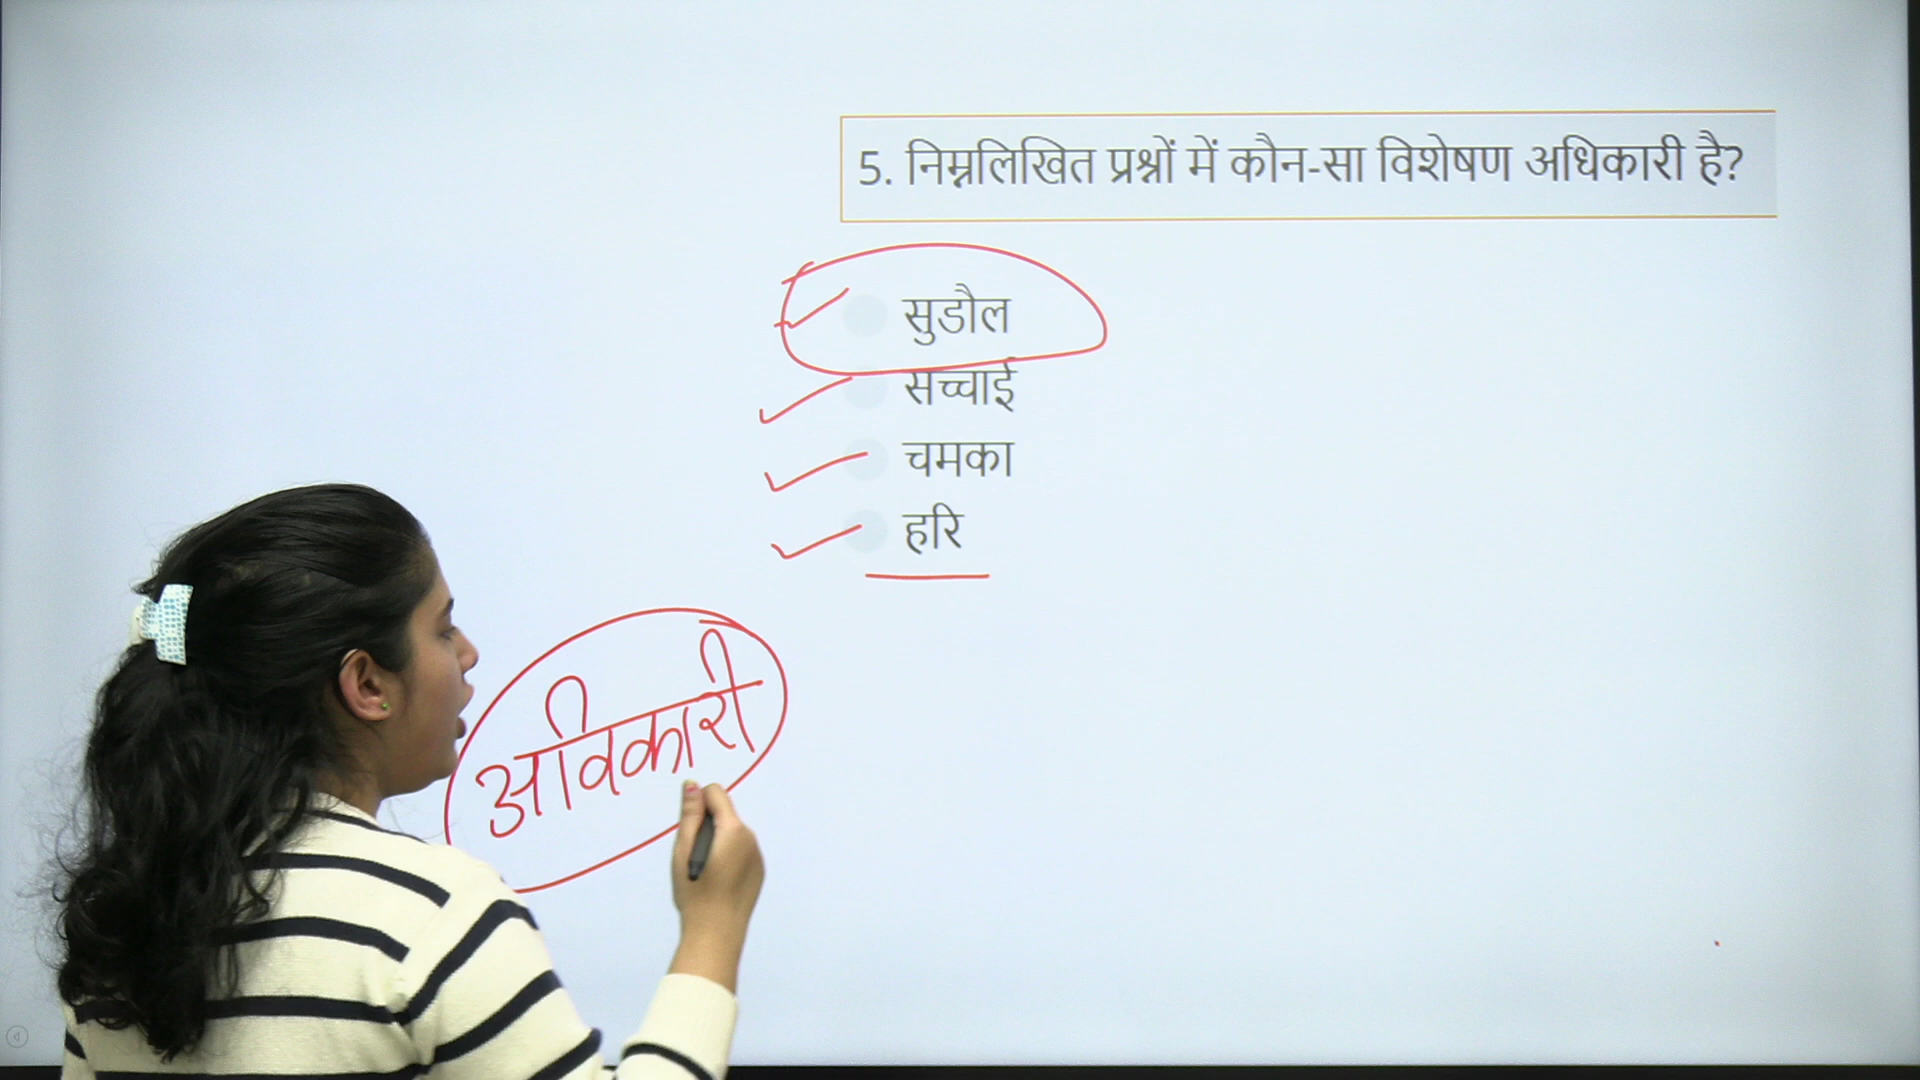 5. निम्नलिखित प्रश्नों में कौन-सा विशेषण अधिकारी है?
सुडौल
सच्चाई
चमका
हरि
अविकारी